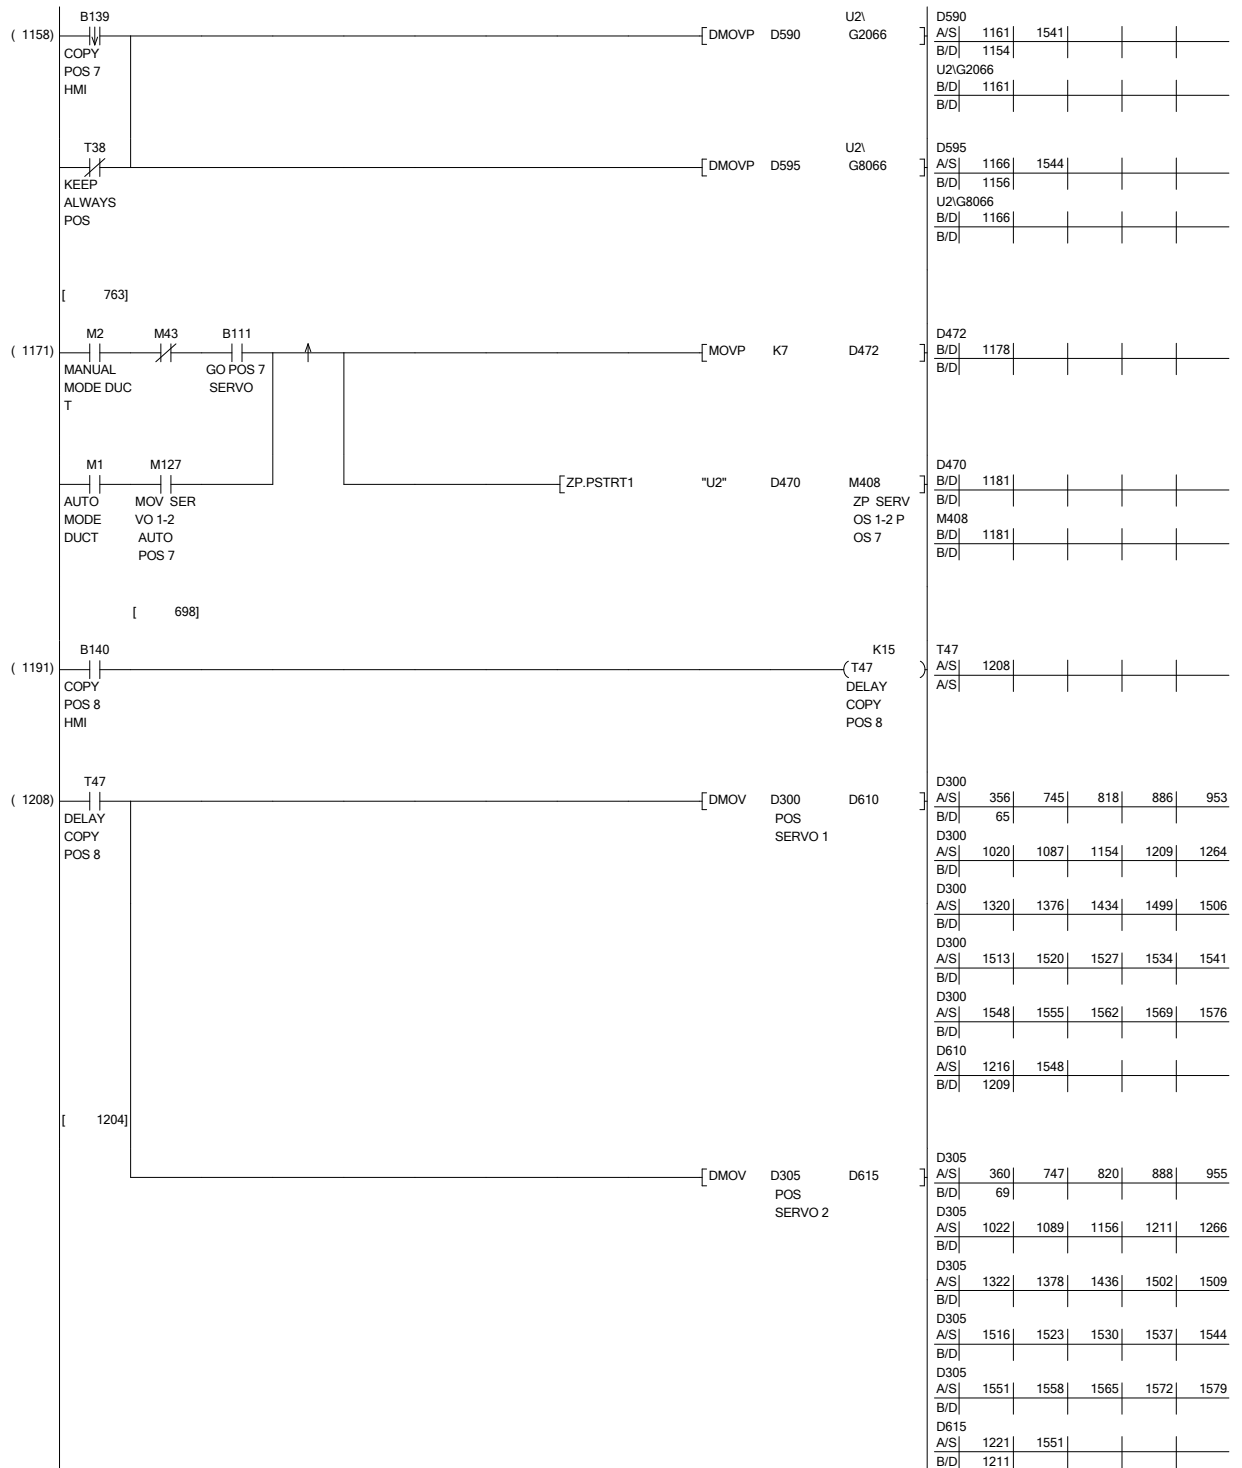 B139 U2\ D590
( 1158) DMOVP D590 G2066 A/S 1161 1541
COPY B/D 1154
POS 7 U2\G2066
HMI B/D 1161
B/D
T38 U2\ D595
DMOVP D595 G8066 A/S 1166 1544
KEEP B/D 1156
ALWAYS U2\G8066
POS B/D 1166
B/D
[ 763]
M2 M43 B111 D472
( 1171) MOVP K7 D472 B/D 1178
MANUAL GO POS 7 B/D
MODE DUC SERVO
T
M1 M127 D470
ZP.PSTRT1 "U2" D470 M408 B/D 1181
AUTO MOV SER ZP SERV B/D
MODE VO 1-2 OS 1-2 P M408
DUCT AUTO OS 7 B/D 1181
POS 7 B/D
[ 698]
B140 K15 T47
( 1191) (T47 ) A/S 1208
COPY DELAY A/S
POS 8 COPY
HMI POS 8
T47 D300
( 1208) DMOV D300 D610 A/S 356 745 818 886 953
DELAY POS B/D 65
COPY SERVO 1 D300
POS 8 A/S 1020 1087 1154 1209 1264
B/D
D300
A/S 1320 1376 1434 1499 1506
B/D
D300
A/S 1513 1520 1527 1534 1541
B/D
D300
A/S 1548 1555 1562 1569 1576
B/D
D610
A/S 1216 1548
B/D 1209
[ 1204]
D305
DMOV D305 D615 A/S 360 747 820 888 955
POS B/D 69
SERVO 2 D305
A/S 1022 1089 1156 1211 1266
B/D
D305
A/S 1322 1378 1436 1502 1509
B/D
D305
A/S 1516 1523 1530 1537 1544
B/D
D305
A/S 1551 1558 1565 1572 1579
B/D
D615
A/S 1221 1551
B/D 1211